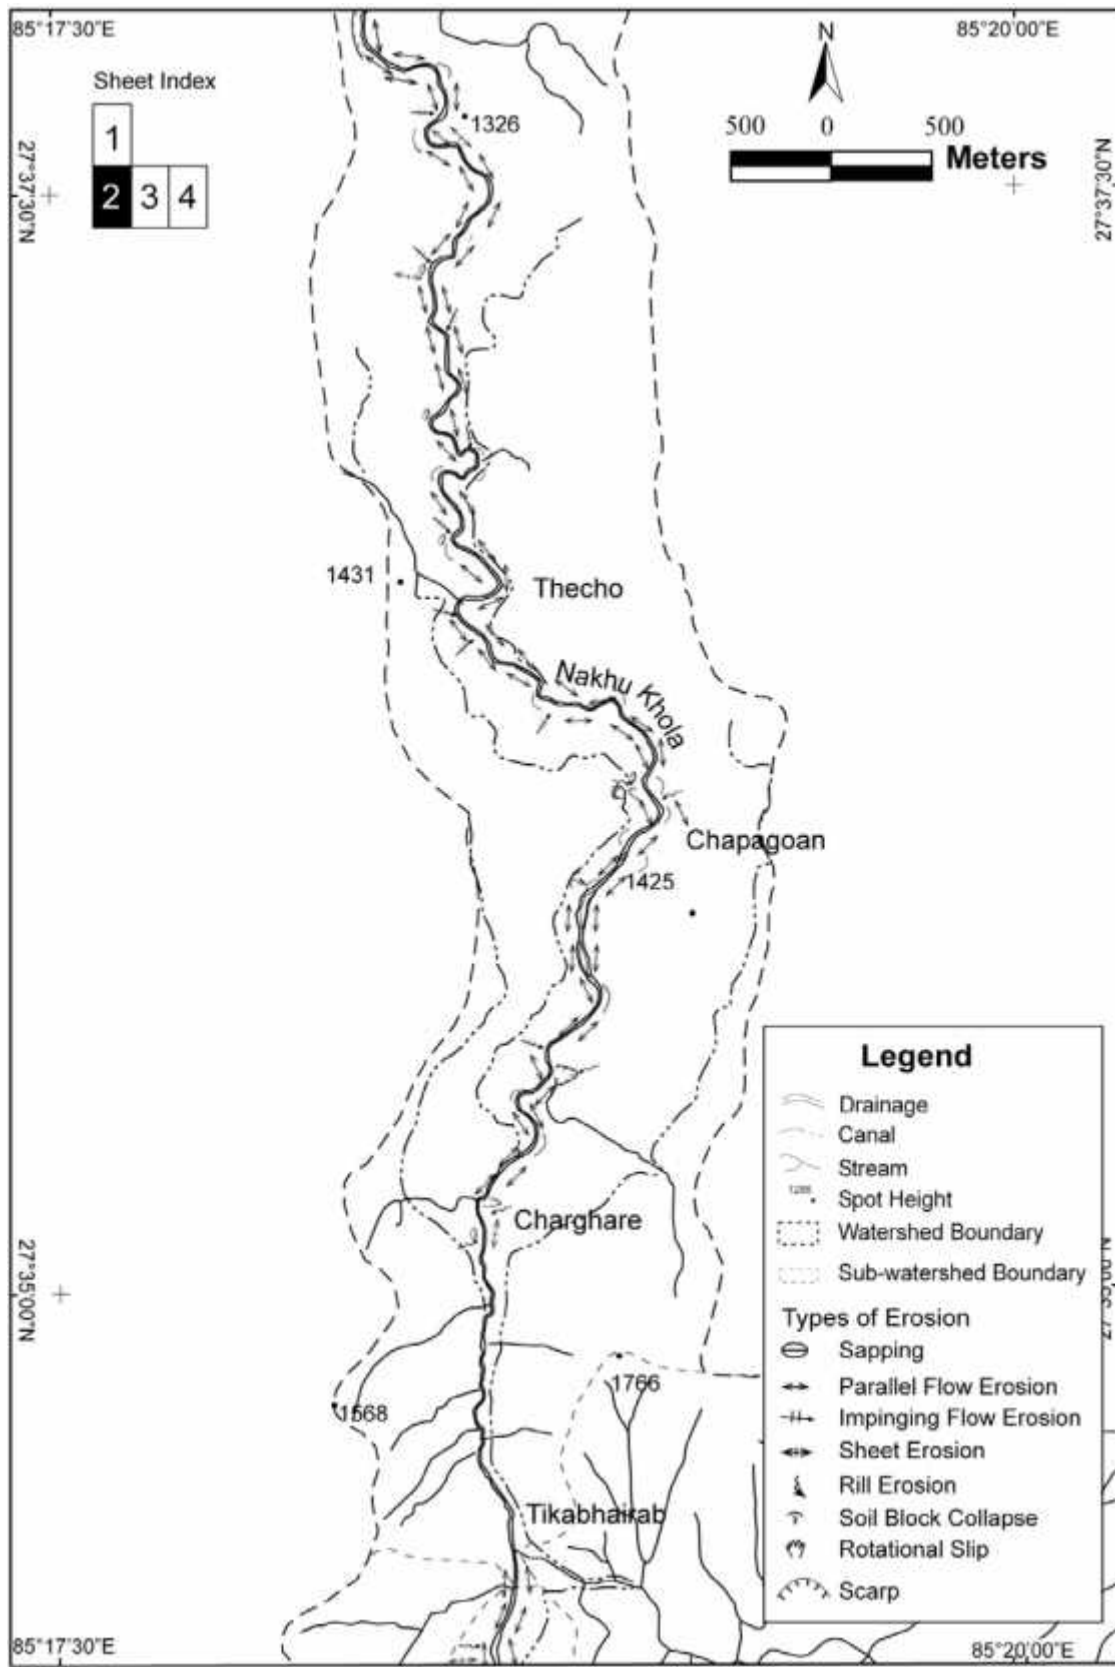 85°17'30"E
85°20'00"E
N
Sheet Index
1
2 3 4
500 0 500
Meters
27°37'30"N
27°37'30"N
1326
1431
Thecho
Nakhu Khola
Chapagoan
1425
Legend
Drainage
Canal
Stream
1288
Spot Height
Watershed Boundary
Sub-watershed Boundary
Types of Erosion
Sapping
Parallel Flow Erosion
Impinging Flow Erosion
Sheet Erosion
Rill Erosion
Soil Block Collapse
Rotational Slip
Scarp
Charghare
27°35'00"N
1766
1568
Tikabhairab
85°17'30"E
85°20'00"E